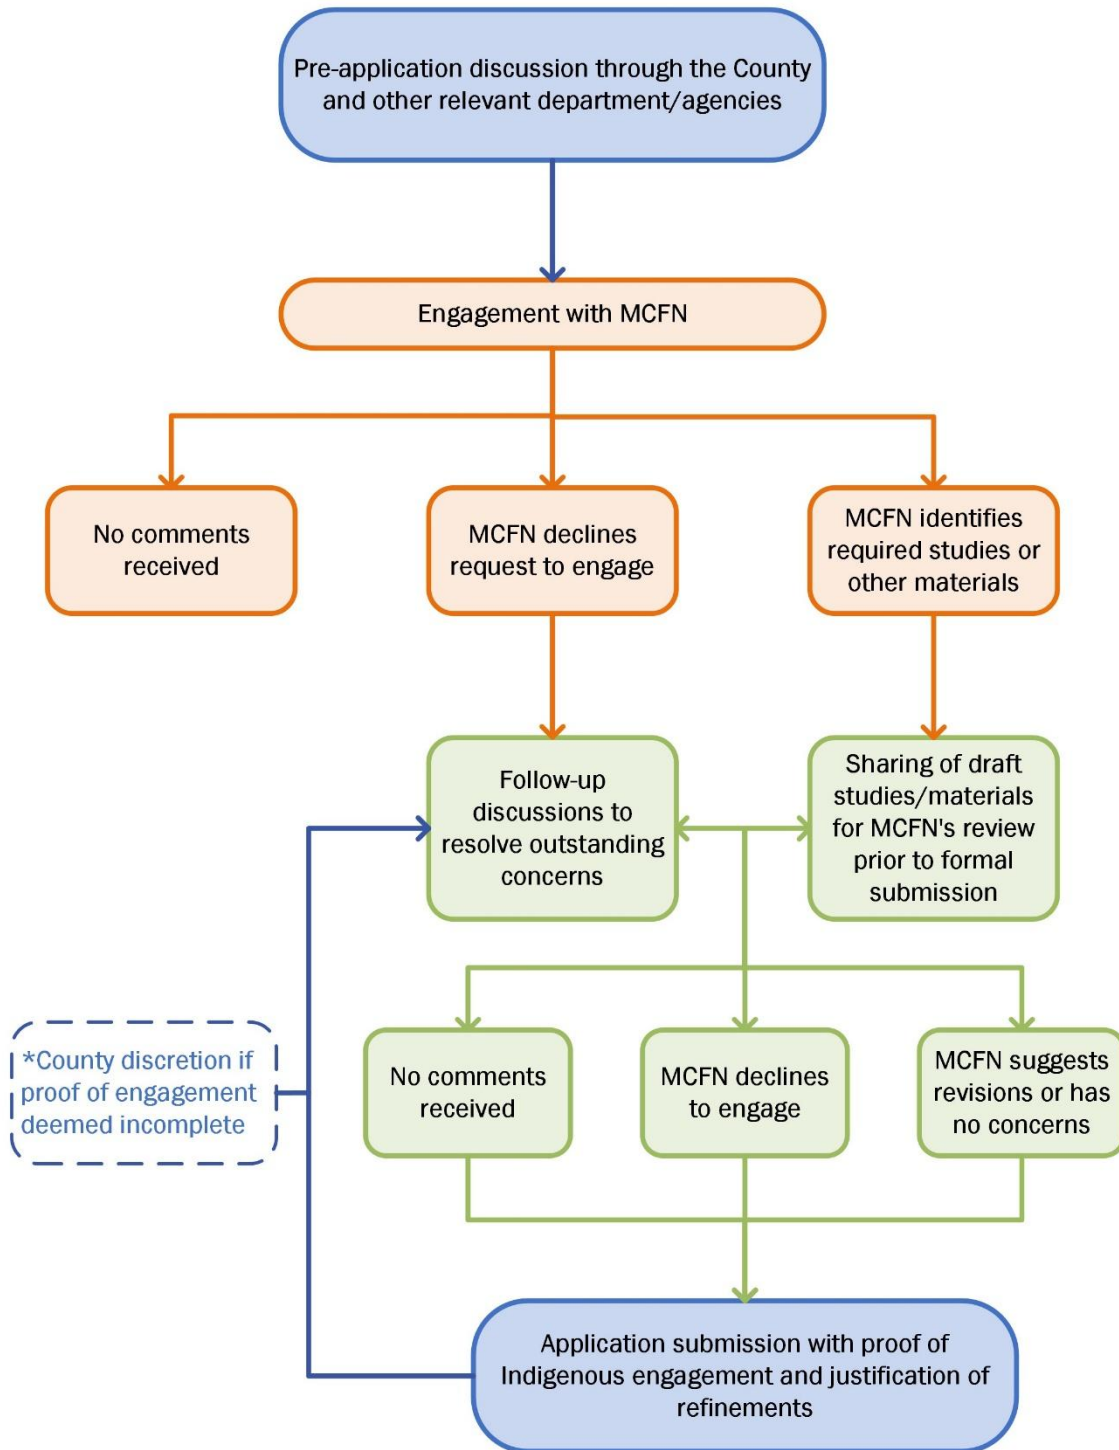 Pre-application discussion through the County
and other relevant department/agencies
Engagement with MCFN
No comments
received
MCFN declines
request to engage
MCFN identifies
required studies or
other materials
Follow-up
discussions to
resolve outstanding
concerns
Sharing of draft
studies/materials
for MCFN's review
prior to formal
submission
*County discretion if
proof of engagement
deemed incomplete
No comments
received
MCFN declines
to engage
MCFN suggests
revisions or has
no concerns
Application submission with proof of
Indigenous engagement and justification of
refinements